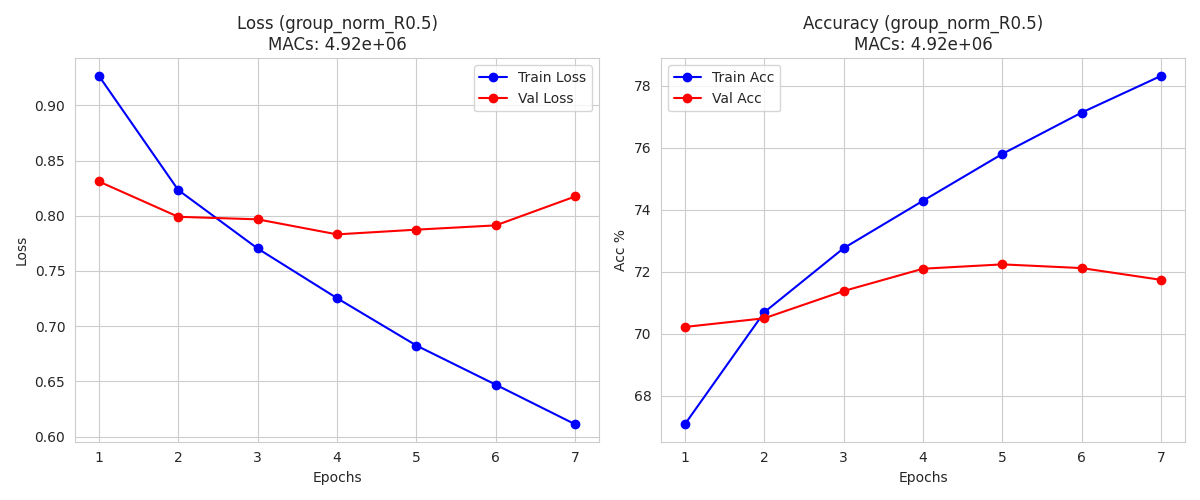 Loss (group_norm_R0.5)
MACs: 4.92e+06
Train Loss
Val Loss
Loss
0.90
0.85
0.80
0.75
0.70
0.65
0.60
1 2 3 4 5 6 7
Epochs
Accuracy (group_norm_R0.5)
MACs: 4.92e+06
Train Acc
Val Acc
Acc %
78
76
74
72
70
68
1 2 3 4 5 6 7
Epochs